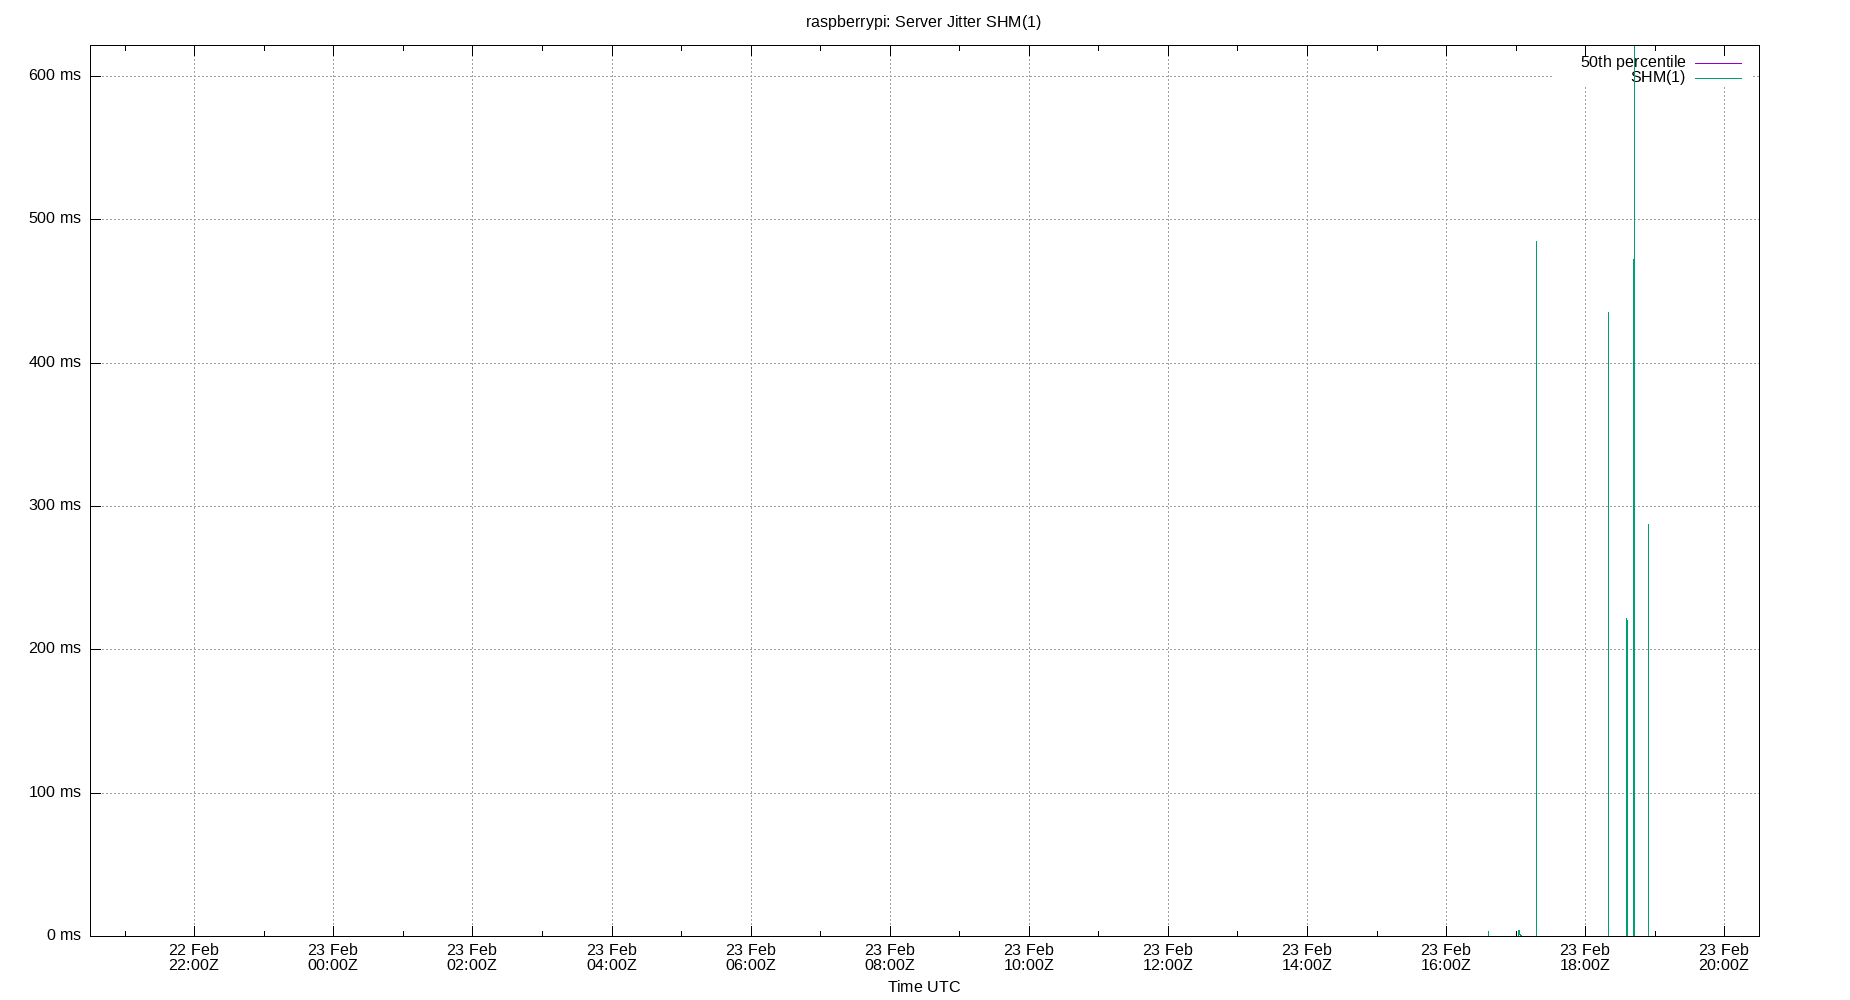 raspberrypi: Server Jitter SHM(1)
600 ms
500 ms
400 ms
300 ms
200 ms
100 ms
0 ms
50th percentile
SHM(1)
22 Feb 23 Feb 23 Feb 23 Feb 23 Feb 23 Feb 23 Feb 23 Feb 23 Feb 23 Feb 23 Feb 23 Feb
22:00Z 00:00Z 02:00Z 04:00Z 06:00Z 08:00Z 10:00Z 12:00Z 14:00Z 16:00Z 18:00Z 20:00Z
Time UTC